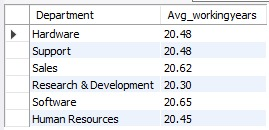 Department Avg_workingyears
Hardware 20.48
Support 20.48
Sales 20.62
Research & Development 20.30
Software 20.65
Human Resources 20.45